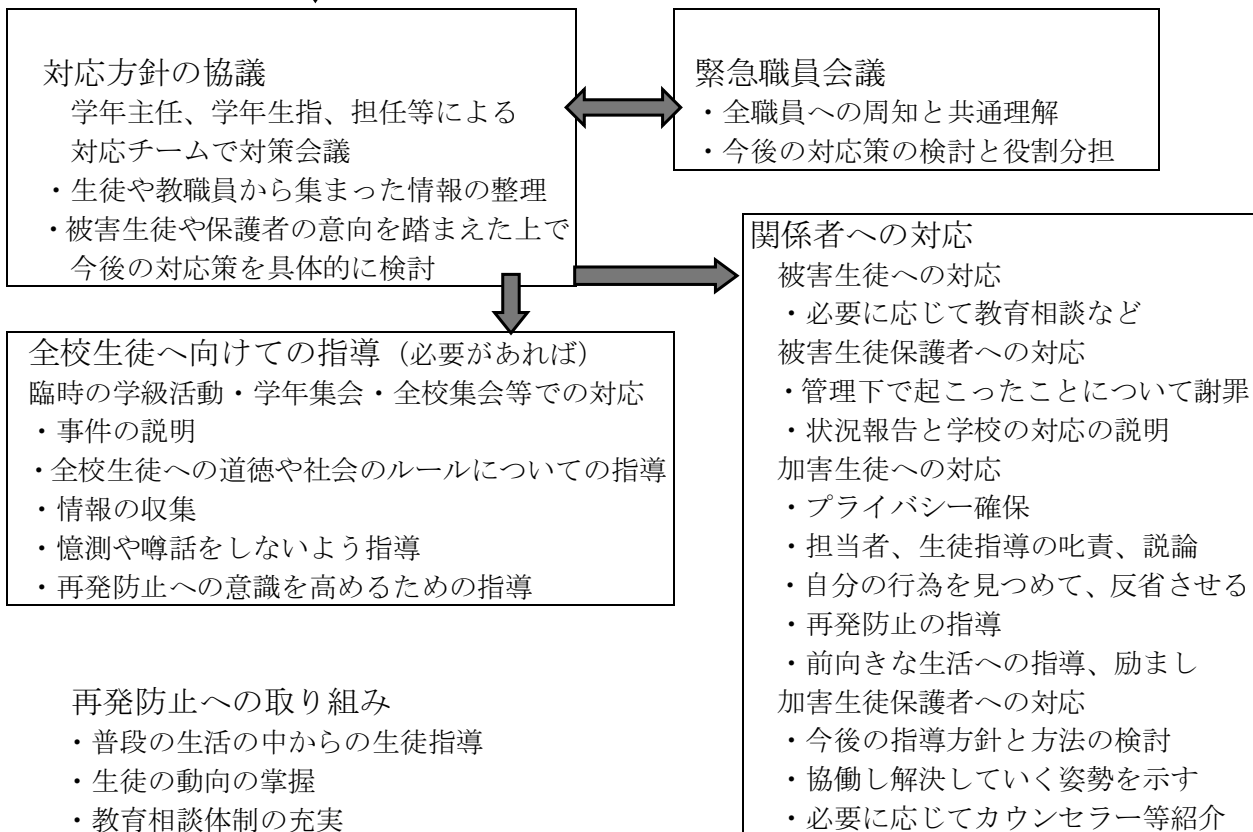 対応方針の協議
学年主任、学年生指、担任等による
対応チームで対策会議
・生徒や教職員から集まった情報の整理
・被害生徒や保護者の意向を踏まえた上で
今後の対応策を具体的に検討
緊急職員会議
・全職員への周知と共通理解
・今後の対応策の検討と役割分担
全校生徒へ向けての指導（必要があれば）
臨時の学級活動・学年集会・全校集会等での対応
・事件の説明
・全校生徒への道徳や社会のルールについての指導
・情報の収集
・憶測や噂話をしないよう指導
・再発防止への意識を高めるための指導
関係者への対応
被害生徒への対応
・必要に応じて教育相談など
被害生徒保護者への対応
・管理下で起こったことについて謝罪
・状況報告と学校の対応の説明
加害生徒への対応
・プライバシー確保
・担当者、生徒指導の叱責、説諭
・自分の行為を見つめて、反省させる
・再発防止の指導
・前向きな生活への指導、励まし
加害生徒保護者への対応
・今後の指導方針と方法の検討
・協働し解決していく姿勢を示す
・必要に応じてカウンセラー等紹介
再発防止への取り組み
・普段の生活の中からの生徒指導
・生徒の動向の掌握
・教育相談体制の充実